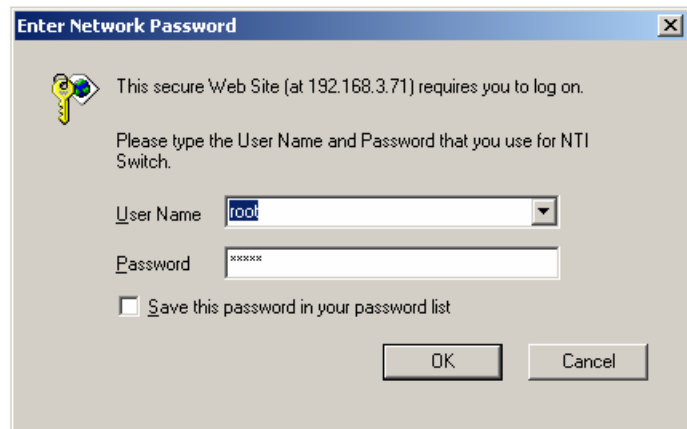 Enter Network Password
This secure Web Site (at 192.168.3.71) requires you to log on.
Please type the User Name and Password that you use for NTI
Switch.
User Name root
Password xxxxx
Save this password in your password list
OK Cancel